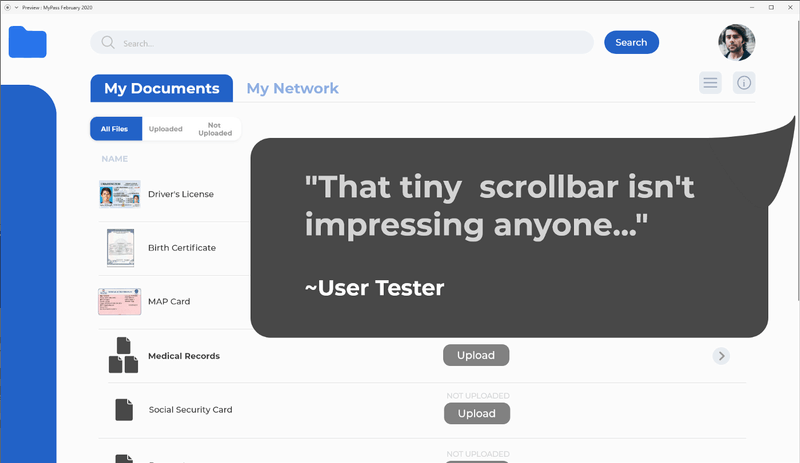 Preview : MyPass February 2020
Search...
Search
My Documents
My Network
All Files
Uploaded
Not
Uploaded
NAME
"That tiny  scrollbar isn't
impressing anyone..."
~User Tester
Driver's License
Birth Certificate
MAP Card
Medical Records
Upload
Social Security Card
NOT UPLOADED
Upload
NOT UPLOADED